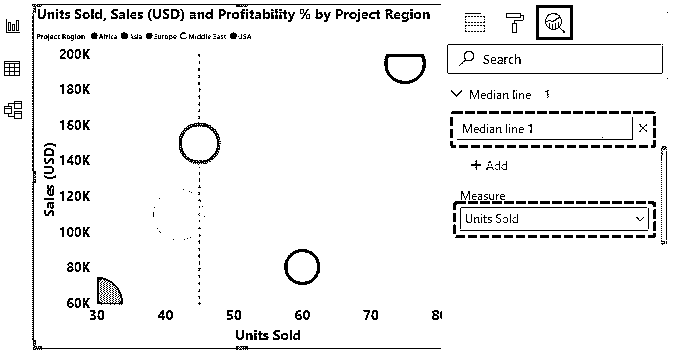 Units Sold, Sales (USD) and Profitability % by Project Region
Project Region Africa Asia Europe Middle East USA
200K
180K
160K
140K
120K
100K
80K
60K
Sales (USD)
30 40 50 60 70 80
Units Sold
Search
Median line 1
Median line 1
Add
Measure
Units Sold